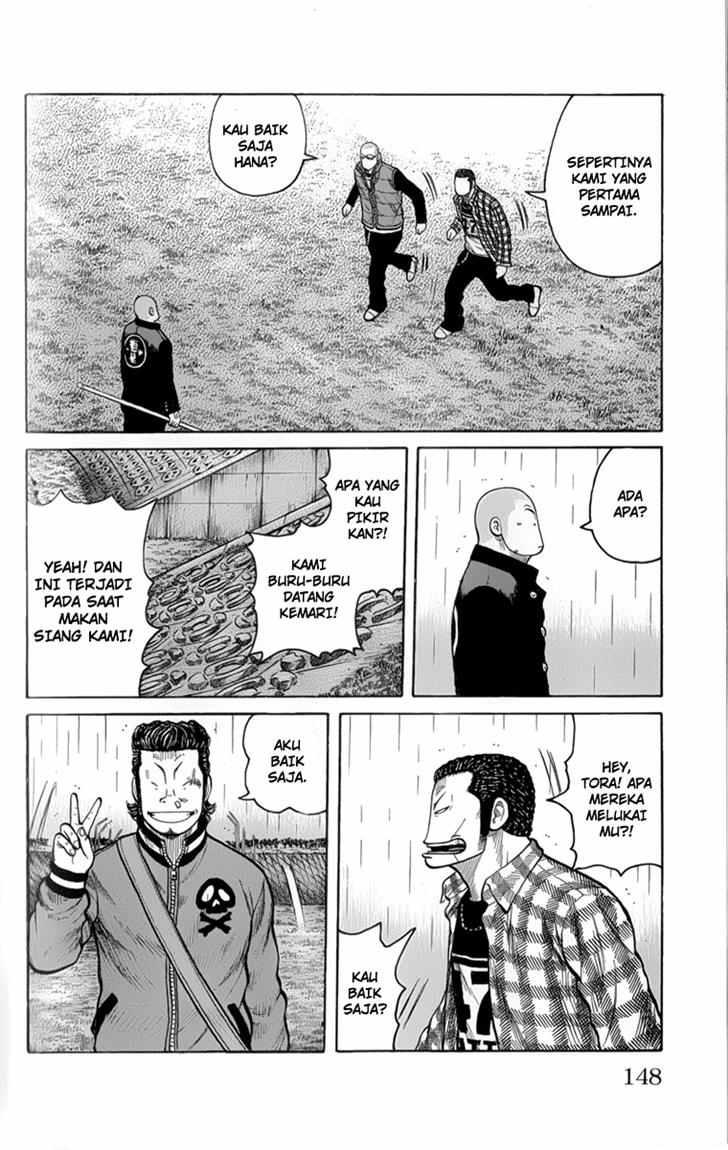 SEPERTINYA
KAMI YANG
PERTAMA
SAMPAI.
KAU BAIK
SAJA
HANA?
ADA
APA?
APA YANG
KAU
PIKIR
KAN?!
KAMI
BURU-BURU
DATANG
KEMARI!
YEAH! DAN
INI TERJADI
PADA SAAT
MAKAN
SIANG KAMI!
HEY,
TORA! APA
MEREKA
MELUKAI
MU?!
KAU
BAIK
SAJA?
AKU
BAIK
SAJA.
148